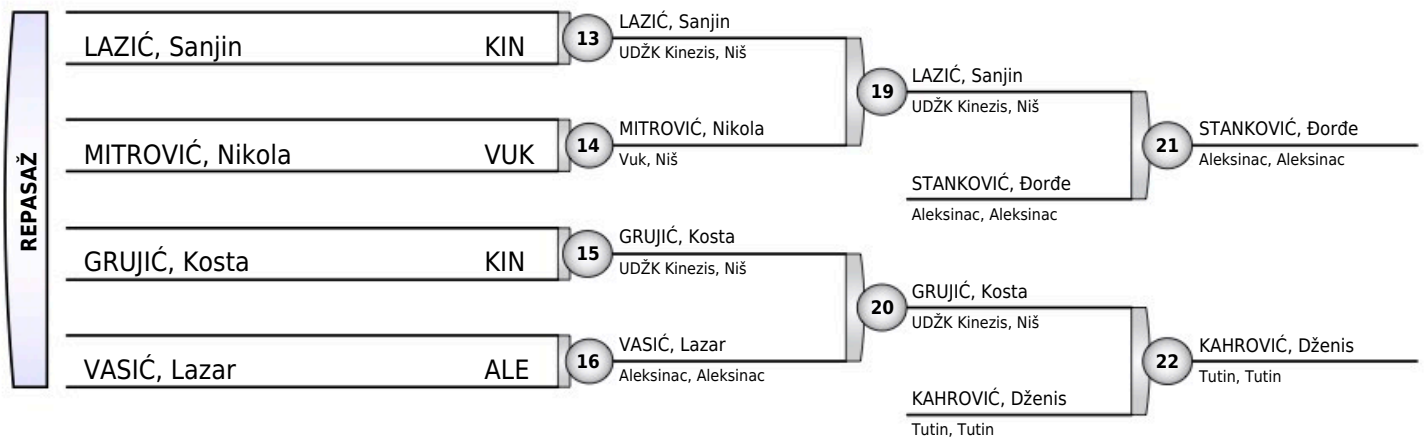 REPASAŽ
LAZIĆ, Sanjin KIN
MITROVIĆ, Nikola VUK
GRUJIĆ, Kosta KIN
VASIĆ, Lazar ALE
13
LAZIĆ, Sanjin
UDŽK Kinezis, Niš
14
MITROVIĆ, Nikola
Vuk, Niš
15
GRUJIĆ, Kosta
UDŽK Kinezis, Niš
16
VASIĆ, Lazar
Aleksinac, Aleksinac
19
LAZIĆ, Sanjin
UDŽK Kinezis, Niš
STANKOVIĆ, Đorđe
Aleksinac, Aleksinac
20
GRUJIĆ, Kosta
UDŽK Kinezis, Niš
KAHROVIĆ, Dženis
Tutin, Tutin
21
STANKOVIĆ, Đorđe
Aleksinac, Aleksinac
22
KAHROVIĆ, Dženis
Tutin, Tutin